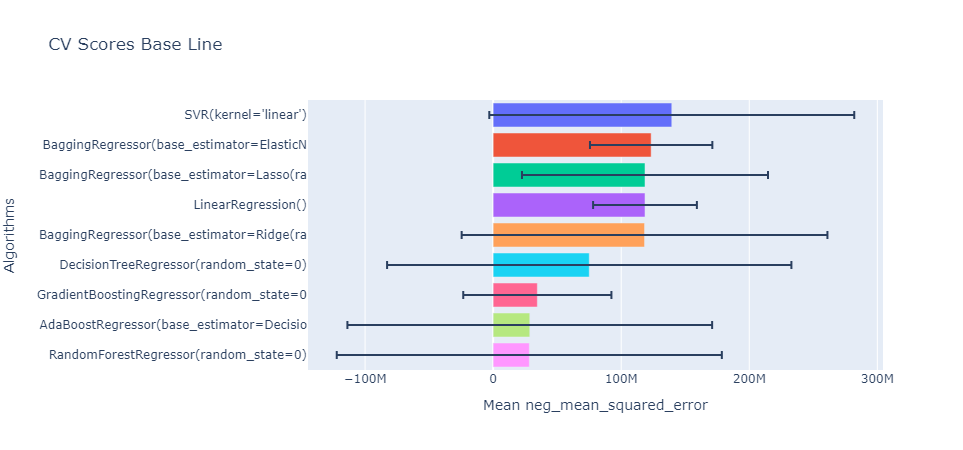 CV Scores Base Line
Algorithms
SVR(kernel='linear')
BaggingRegressor(base_estimator=ElasticN
BaggingRegressor(base_estimator=Lasso(ra
LinearRegression()
BaggingRegressor(base_estimator=Ridge(ra
DecisionTreeRegressor(random_state=0)
GradientBoostingRegressor(random_state=0
AdaBoostRegressor(base_estimator=Decisio
RandomForestRegressor(random_state=0)
−100M 0 100M 200M 300M
Mean neg_mean_squared_error